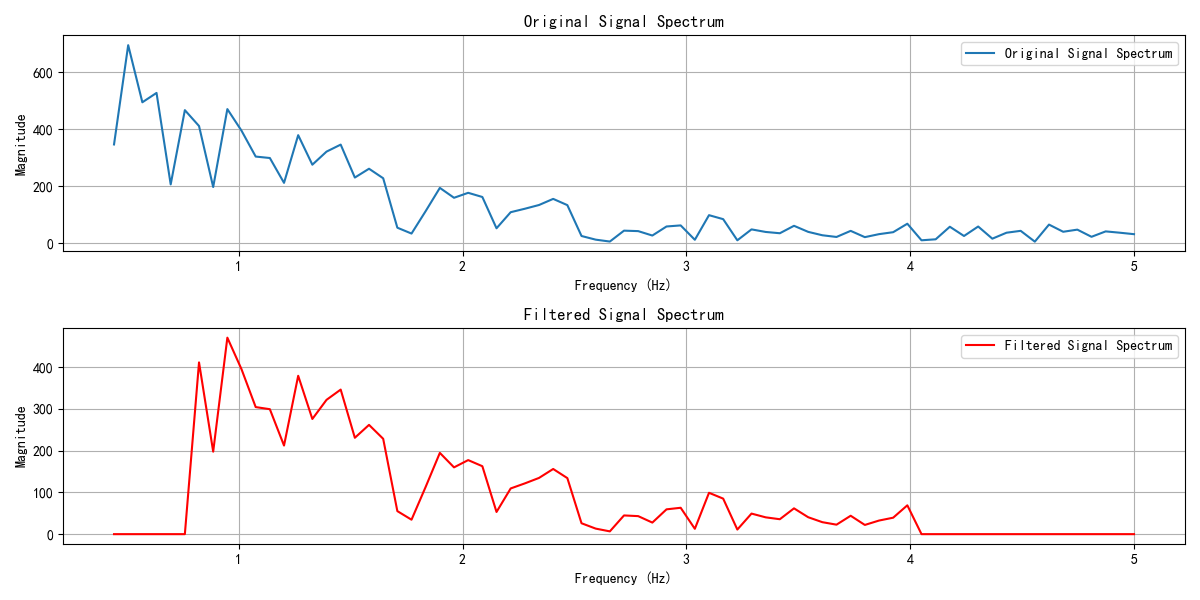 Original Signal Spectrum
Original Signal Spectrum
Magnitude
600
400
200
0
1 2 3 4 5
Frequency (Hz)
Filtered Signal Spectrum
Filtered Signal Spectrum
Magnitude
400
300
200
100
0
1 2 3 4 5
Frequency (Hz)